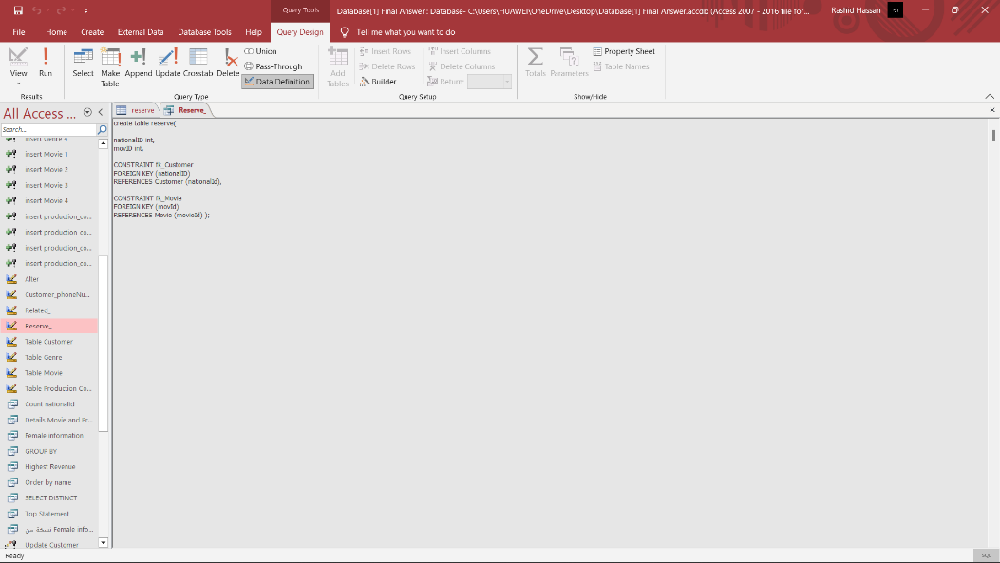 Query Tools
Database[1] Final Answer : Database- C:\Users\HUAWEI\OneDrive\Desktop\Database[1] Final Answer.accdb (Access 2007 - 2016 file for...
Rashid Hassan
File
Home
Create
External Data
Database Tools
Help
Query Design
Tell me what you want to do
View
Run
Select
Make Table
Append
Update
Crosstab
Delete
Union
Pass-Through
Data Definition
Add Tables
Insert Rows
Delete Rows
Builder
Insert Columns
Delete Columns
Return:
Totals
Parameters
Property Sheet
Table Names
Results
Query Type
Query Setup
Show/Hide
All Access ...
Search...
reserve
Reserve_
insert Genre 4
insert Movie 1
insert Movie 2
insert Movie 3
insert Movie 4
insert production_co...
insert production_co...
insert production_co...
insert production_co...
Alter
Customer_phoneNu...
Related_
Reserve_
Table Customer
Table Genre
Table Movie
Table Production Co...
Count nationalId
Details Movie and Pr...
Female information
GROUP BY
Highest Revenue
Order by name
SELECT DISTINCT
Top Statement
نسخة من Female info...
Update Customer
create table reserve(
nationalID int,
movID int,
CONSTRAINT fk_Customer
FOREIGN KEY (nationalID)
REFERENCES Customer (nationalId),
CONSTRAINT fk_Movie
FOREIGN KEY (movId)
REFERENCES Movie (movieId) );
Ready
SQL